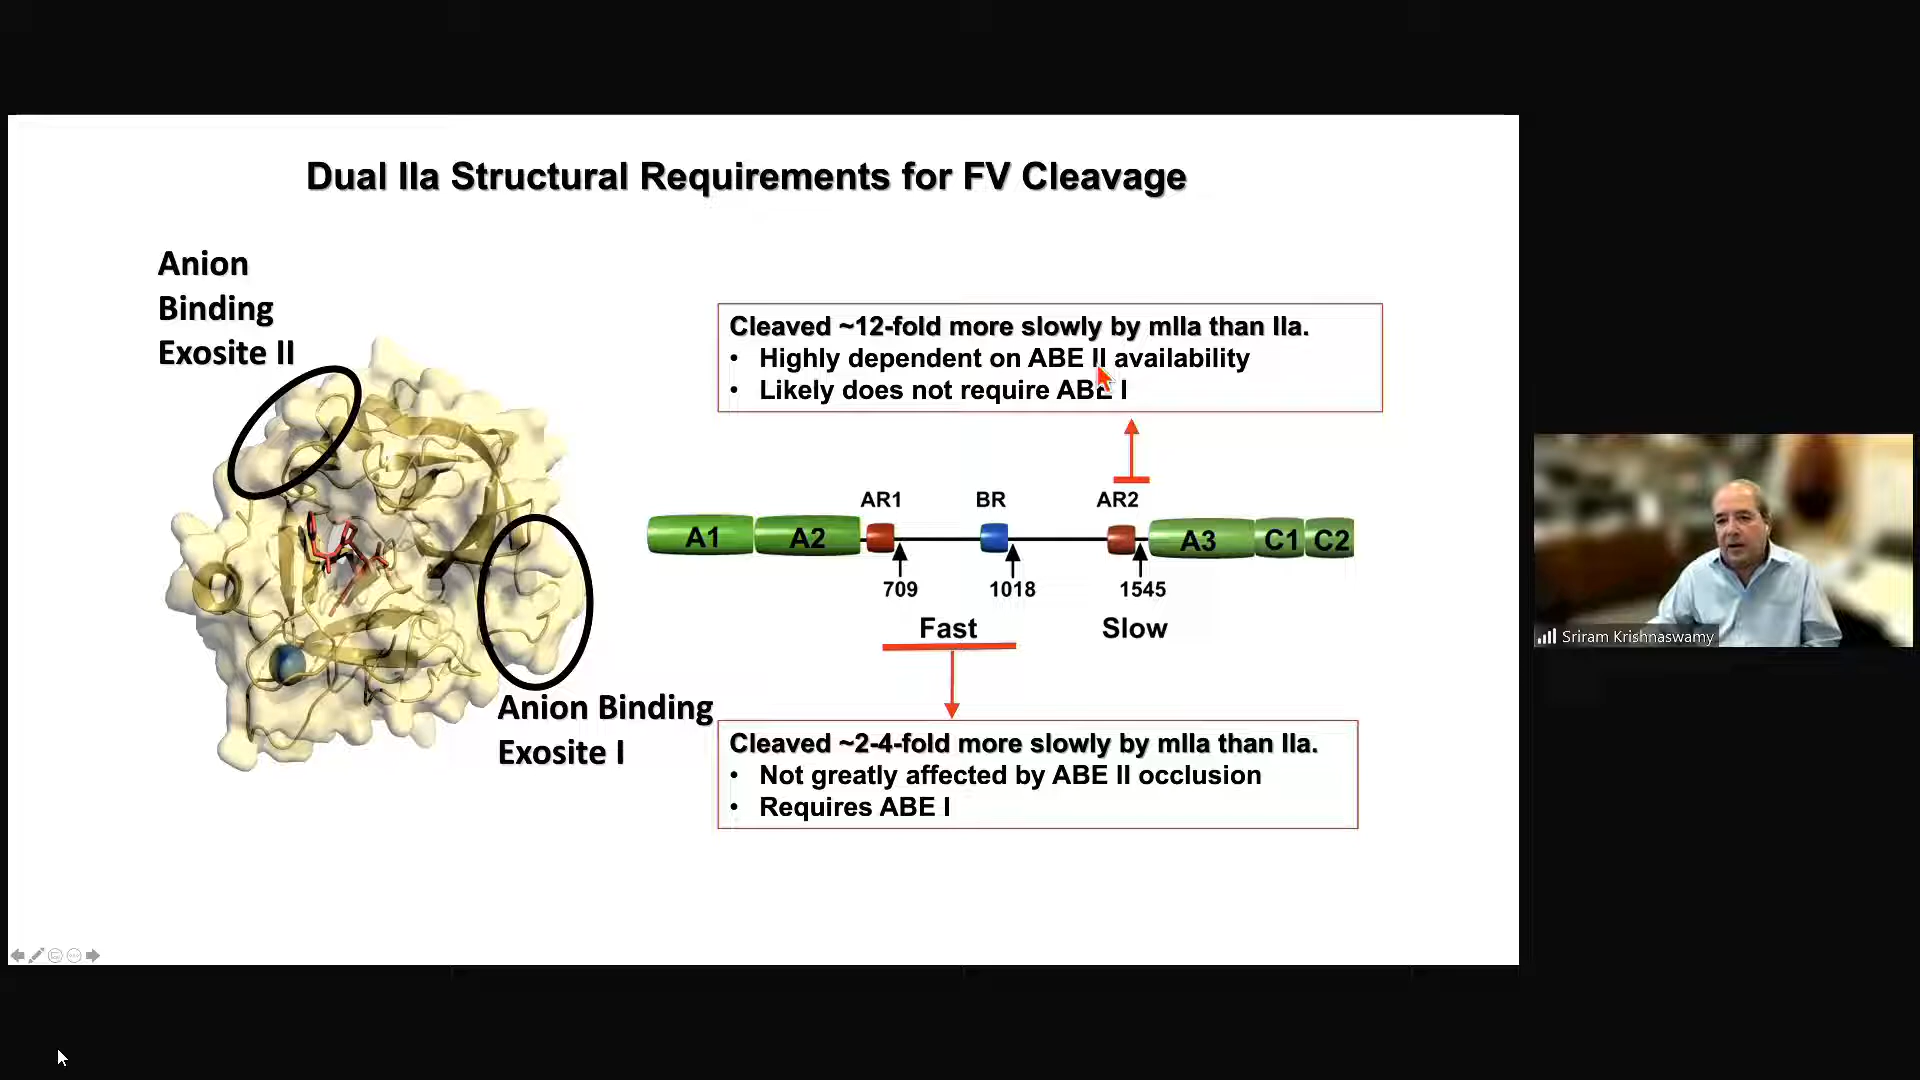 Dual IIa Structural Requirements for FV Cleavage
Anion
Binding
Exosite II
Cleaved ~12-fold more slowly by mIIa than IIa.
• Highly dependent on ABE II availability
• Likely does not require ABE I
AR1 BR AR2
A1 A2 A3 C1 C2
709 1018 1545
Fast Slow
Anion Binding
Exosite I
Cleaved ~2-4-fold more slowly by mIIa than IIa.
• Not greatly affected by ABE II occlusion
• Requires ABE I
Sriram Krishnaswamy